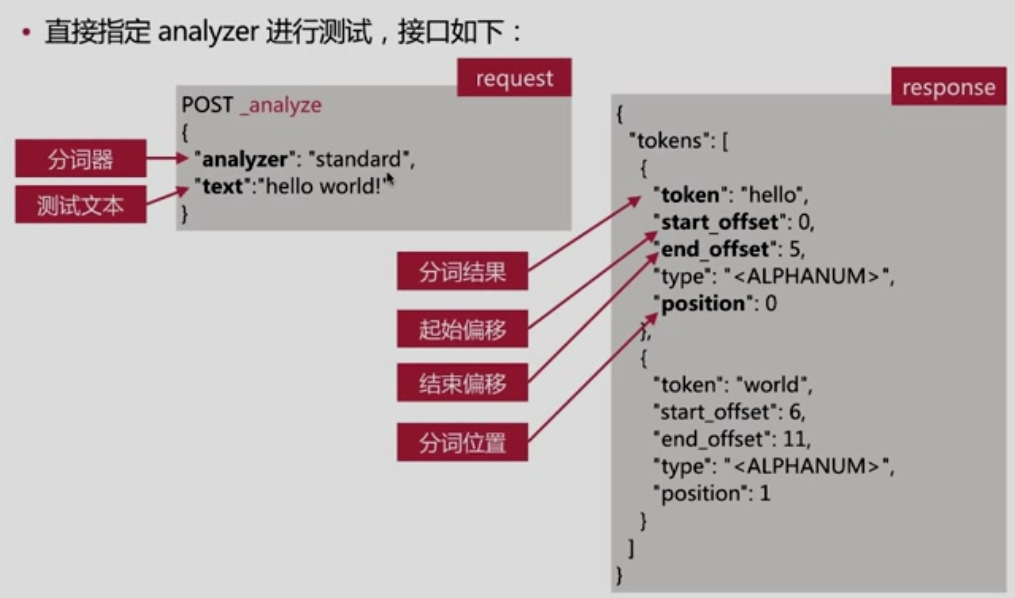 • 直接指定 analyzer 进行测试，接口如下：
request
POST _analyze
{
"analyzer": "standard",
"text":"hello world!"
}
分词器
测试文本
response
{
"tokens": [
{
"token": "hello",
"start_offset": 0,
"end_offset": 5,
"type": "<ALPHANUM>",
"position": 0
},
{
"token": "world",
"start_offset": 6,
"end_offset": 11,
"type": "<ALPHANUM>",
"position": 1
}
]
}
分词结果
起始偏移
结束偏移
分词位置